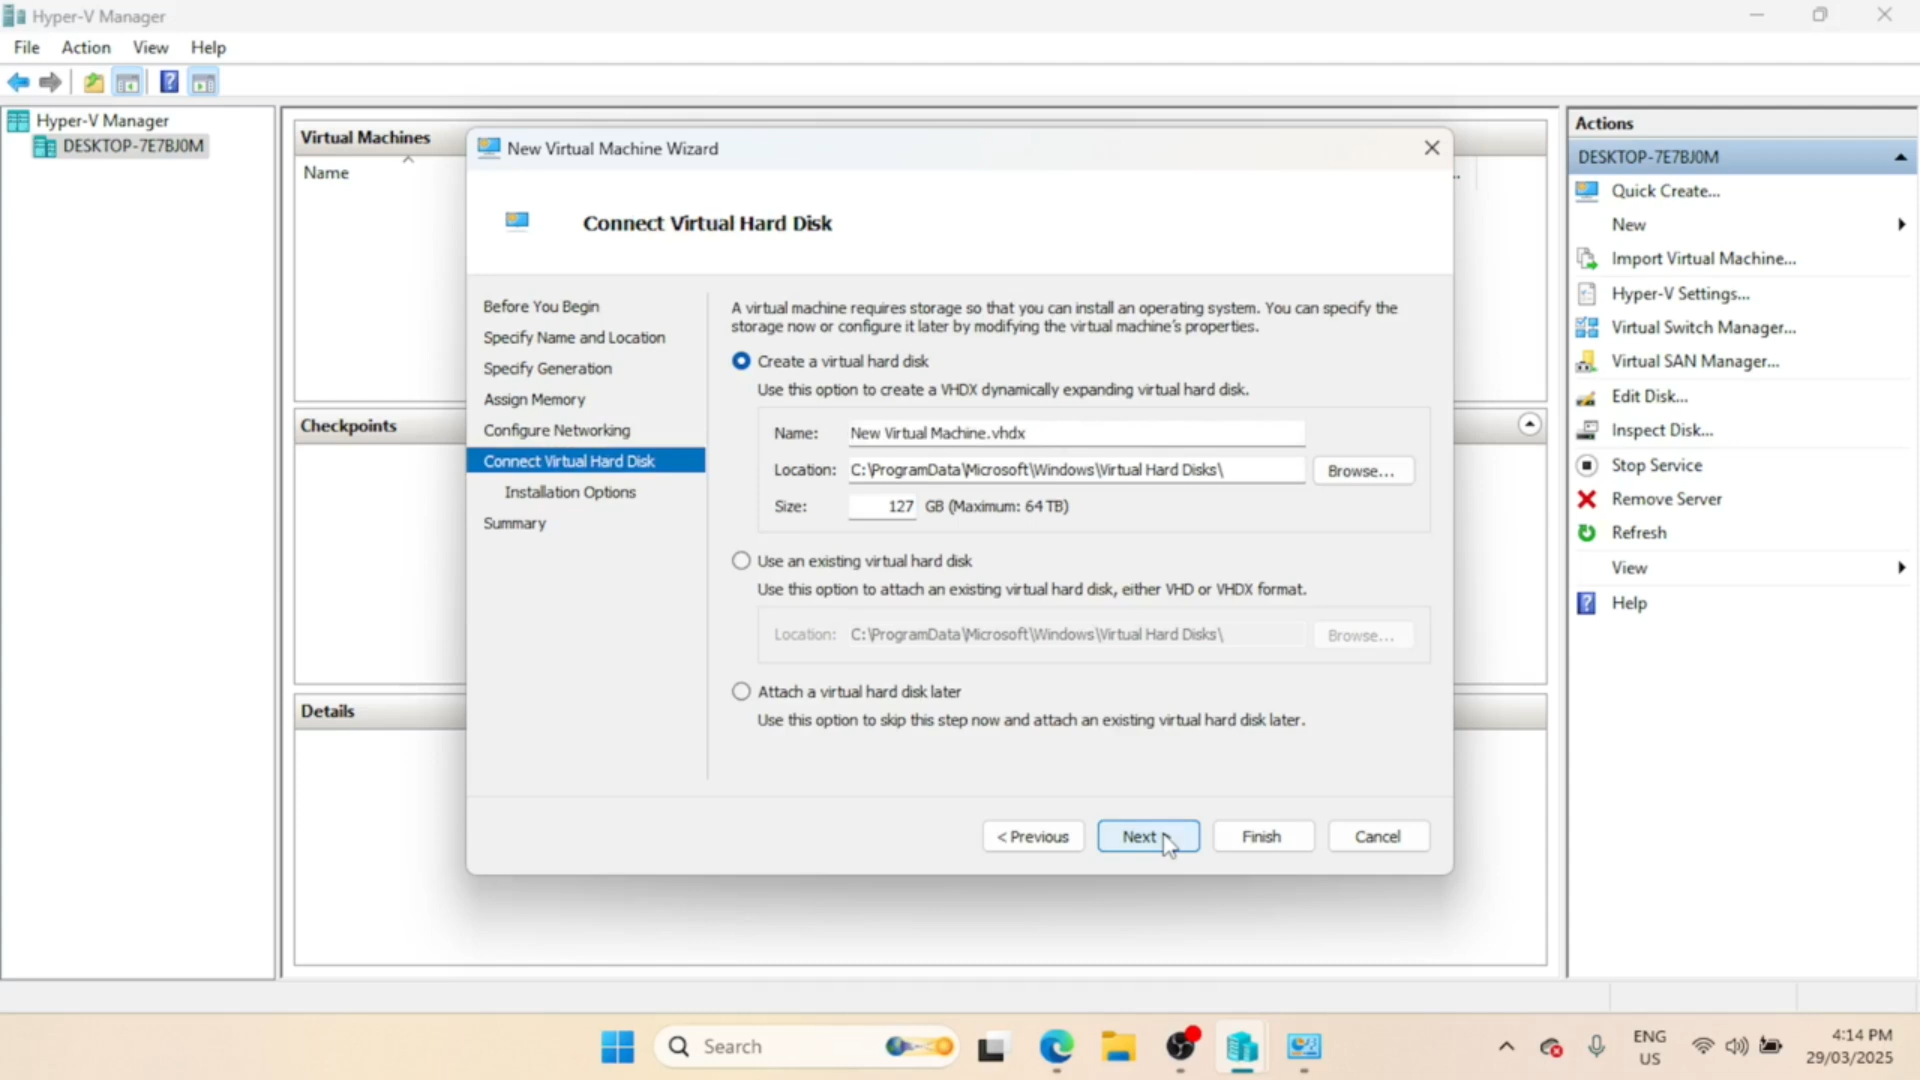 Hyper-V Manager
File Action View Help
Hyper-V Manager
DESKTOP-7E7BJ0M
Virtual Machines
Name
Checkpoints
Details
New Virtual Machine Wizard
Connect Virtual Hard Disk
Before You Begin
Specify Name and Location
Specify Generation
Assign Memory
Configure Networking
Connect Virtual Hard Disk
Installation Options
Summary
A virtual machine requires storage so that you can install an operating system. You can specify the
storage now or configure it later by modifying the virtual machine's properties.
Create a virtual hard disk
Use this option to create a VHDX dynamically expanding virtual hard disk.
Name: New Virtual Machine.vhdx
Location: C:\ProgramData\Microsoft\Windows\Virtual Hard Disks\ Browse...
Size: 127 GB (Maximum: 64 TB)
Use an existing virtual hard disk
Use this option to attach an existing virtual hard disk, either VHD or VHDX format.
Location: C:\ProgramData\Microsoft\Windows\Virtual Hard Disks\ Browse...
Attach a virtual hard disk later
Use this option to skip this step now and attach an existing virtual hard disk later.
< Previous Next Finish Cancel
...
Actions
DESKTOP-7E7BJ0M
Quick Create...
New
Import Virtual Machine...
Hyper-V Settings...
Virtual Switch Manager...
Virtual SAN Manager...
Edit Disk...
Inspect Disk...
Stop Service
Remove Server
Refresh
View
Help
Search
ENG
US
4:14 PM
29/03/2025